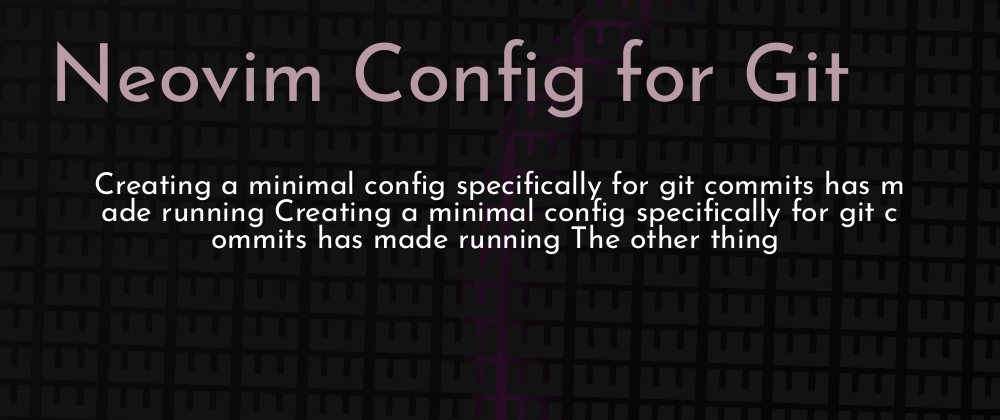 Neovim Config for Git
Creating a minimal config specifically for git commits has m
ade running Creating a minimal config specifically for git c
ommits has made running The other thing